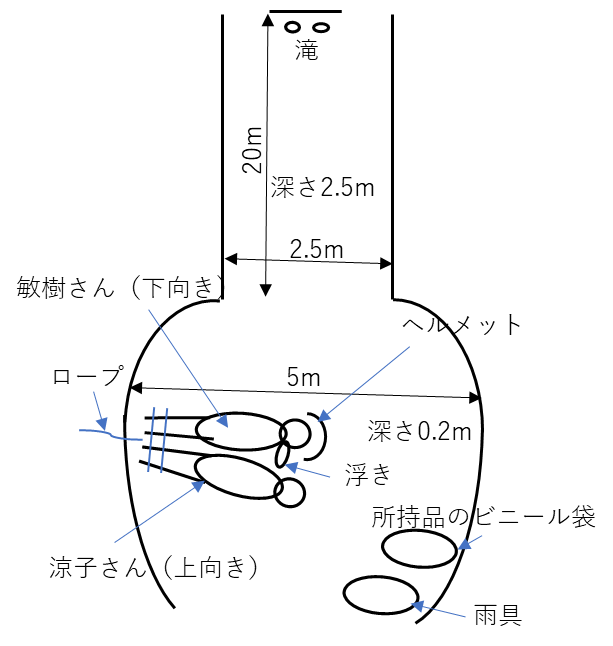 滝
20m
深さ2.5m
2.5m
敏樹さん（下向き）
ヘルメット
ロープ
5m
深さ0.2m
浮き
所持品のビニール袋
涼子さん（上向き）
雨具